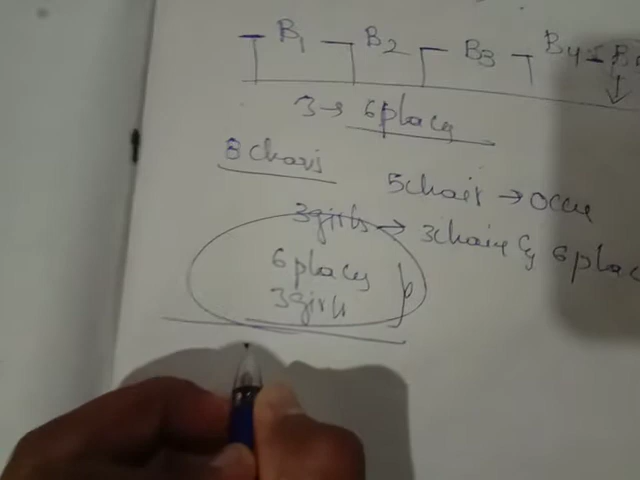 B1 B2 B3 B4
3 → 6 places
8 chairs
5 chair → occu
3 girls → 3 chairs 6 plac
6 places
3 girls